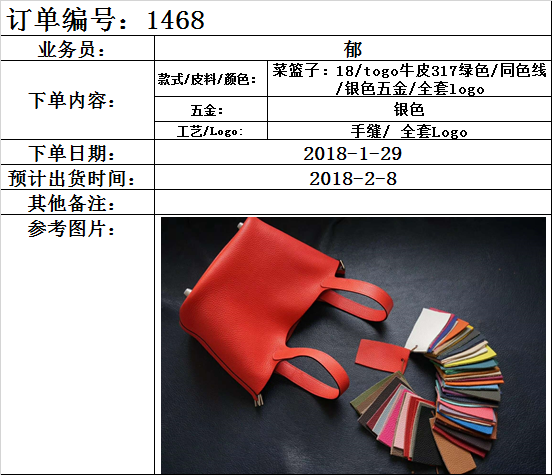 订单编号：1468
业务员：
郁
下单内容：
款式/皮料/颜色：
菜篮子：18/togo牛皮317绿色/同色线
/银色五金/全套logo
五金：
银色
工艺/Logo:
手缝/ 全套Logo
下单日期：
2018-1-29
预计出货时间：
2018-2-8
其他备注：
参考图片：